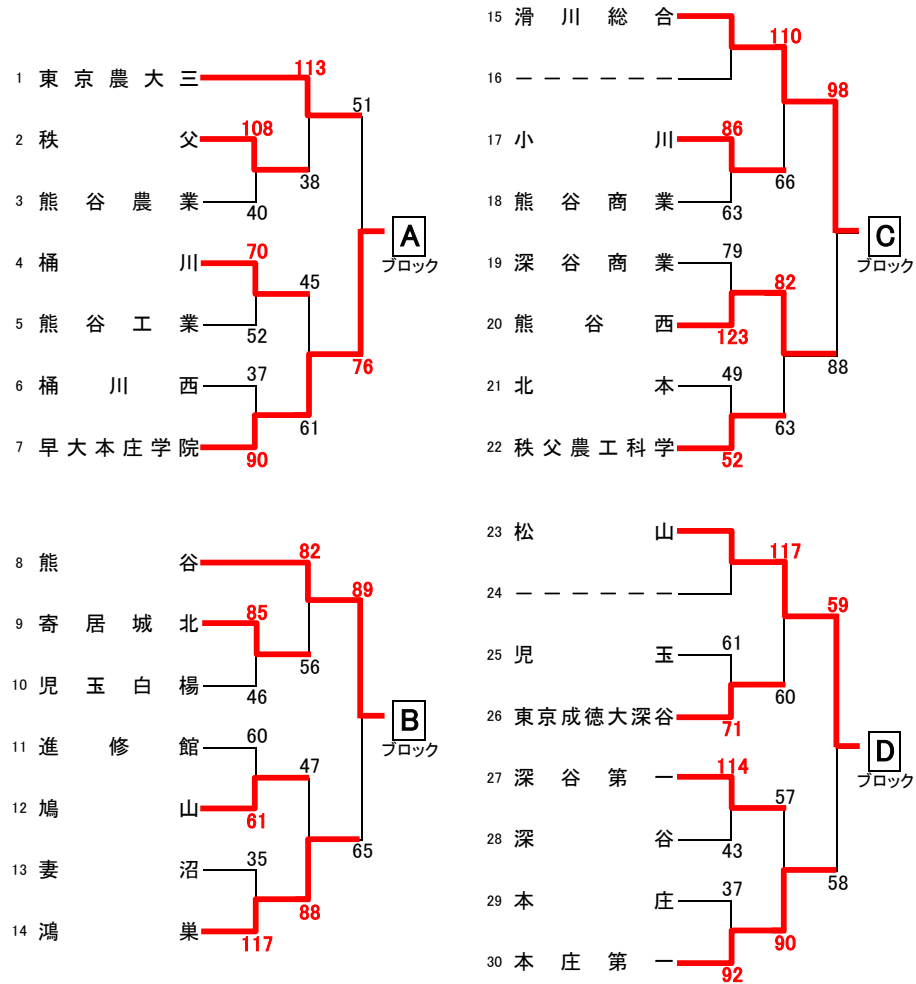 1 東京農大三
113
51
2 秩父
108
38
3 熊谷農業
40
A
ブロック
4 桶川
70
45
5 熊谷工業
52
76
6 桶川西
37
61
7 早大本庄学院
90
8 熊谷
82
89
9 寄居城北
85
56
10 児玉白楊
46
B
ブロック
11 進修館
60
47
12 鳩山
61
65
13 妻沼
35
88
14 鴻巣
117
15 滑川総合
110
98
16 ー ー ー ー ー ー
17 小川
86
66
18 熊谷商業
63
C
ブロック
19 深谷商業
79
82
20 熊谷西
123
88
21 北本
49
63
22 秩父農工科学
52
23 松山
117
59
24 ー ー ー ー ー ー
25 児玉
61
60
26 東京成徳大深谷
71
D
ブロック
27 深谷第一
114
57
28 深谷
43
58
29 本庄
37
90
30 本庄第一
92